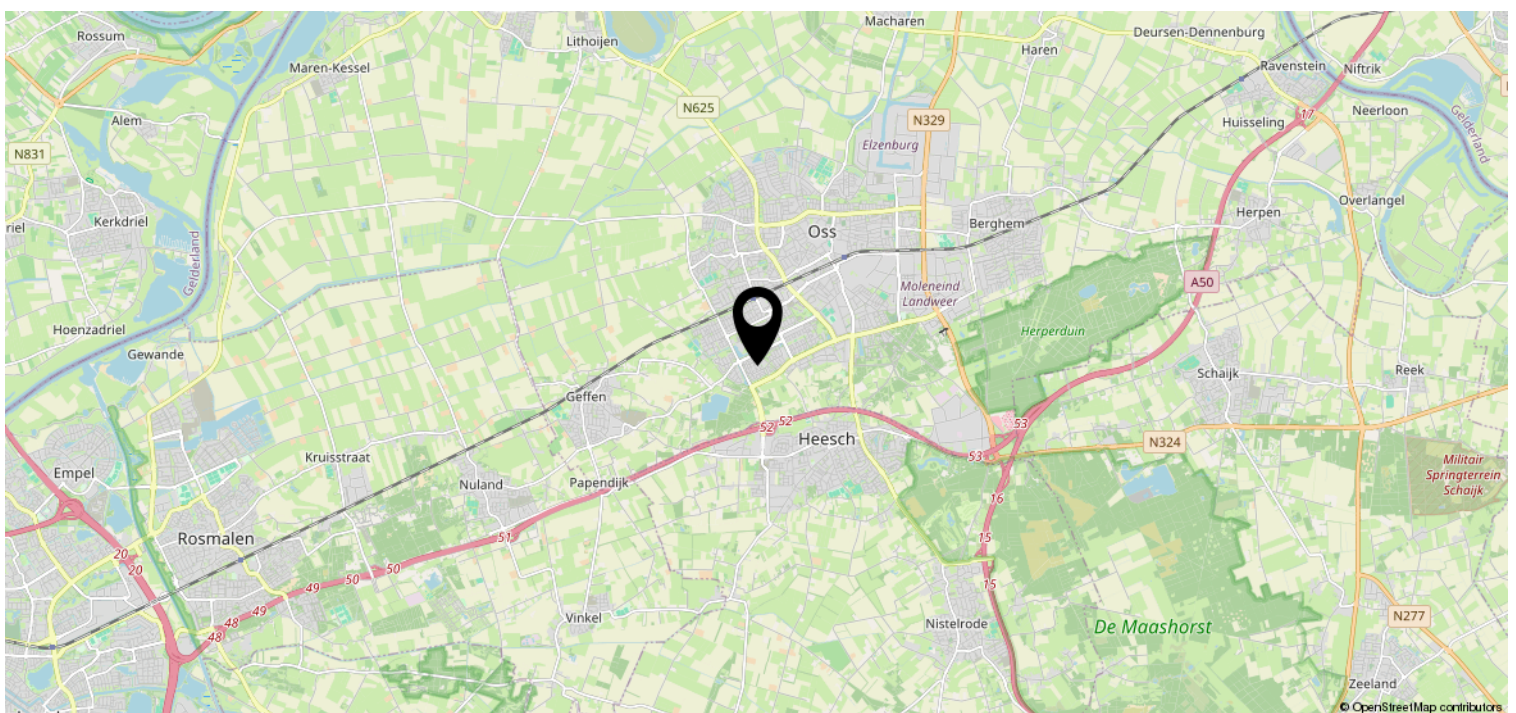 Macharen
Rossum
Lithoijen
Deursen-Dennenburg
Haren
Maren-Kessel
Ravenstein
Niftrik
N625
17
Neerloon
Alem
N329
Huisseling
Gelderland
Elzenburg
N831
Kerkdriel
riel
Overlangel
Herpen
Berghem
Oss
Gelderland
A50
Moleneind
Landweer
Hoenzadriel
Herperduin
Gewande
Schaijk
Reek
Geffen
52
52
53
Heesch
N324
Kruisstraat
53
Empel
Nuland
Papendijk
Militair
Springterrein
Schaijk
16
51
15
Rosmalen
20
20
50
50
49
15
49
48
48
Vinkel
Nistelrode
De Maashorst
N277
Zeeland
© OpenStreetMap contributors